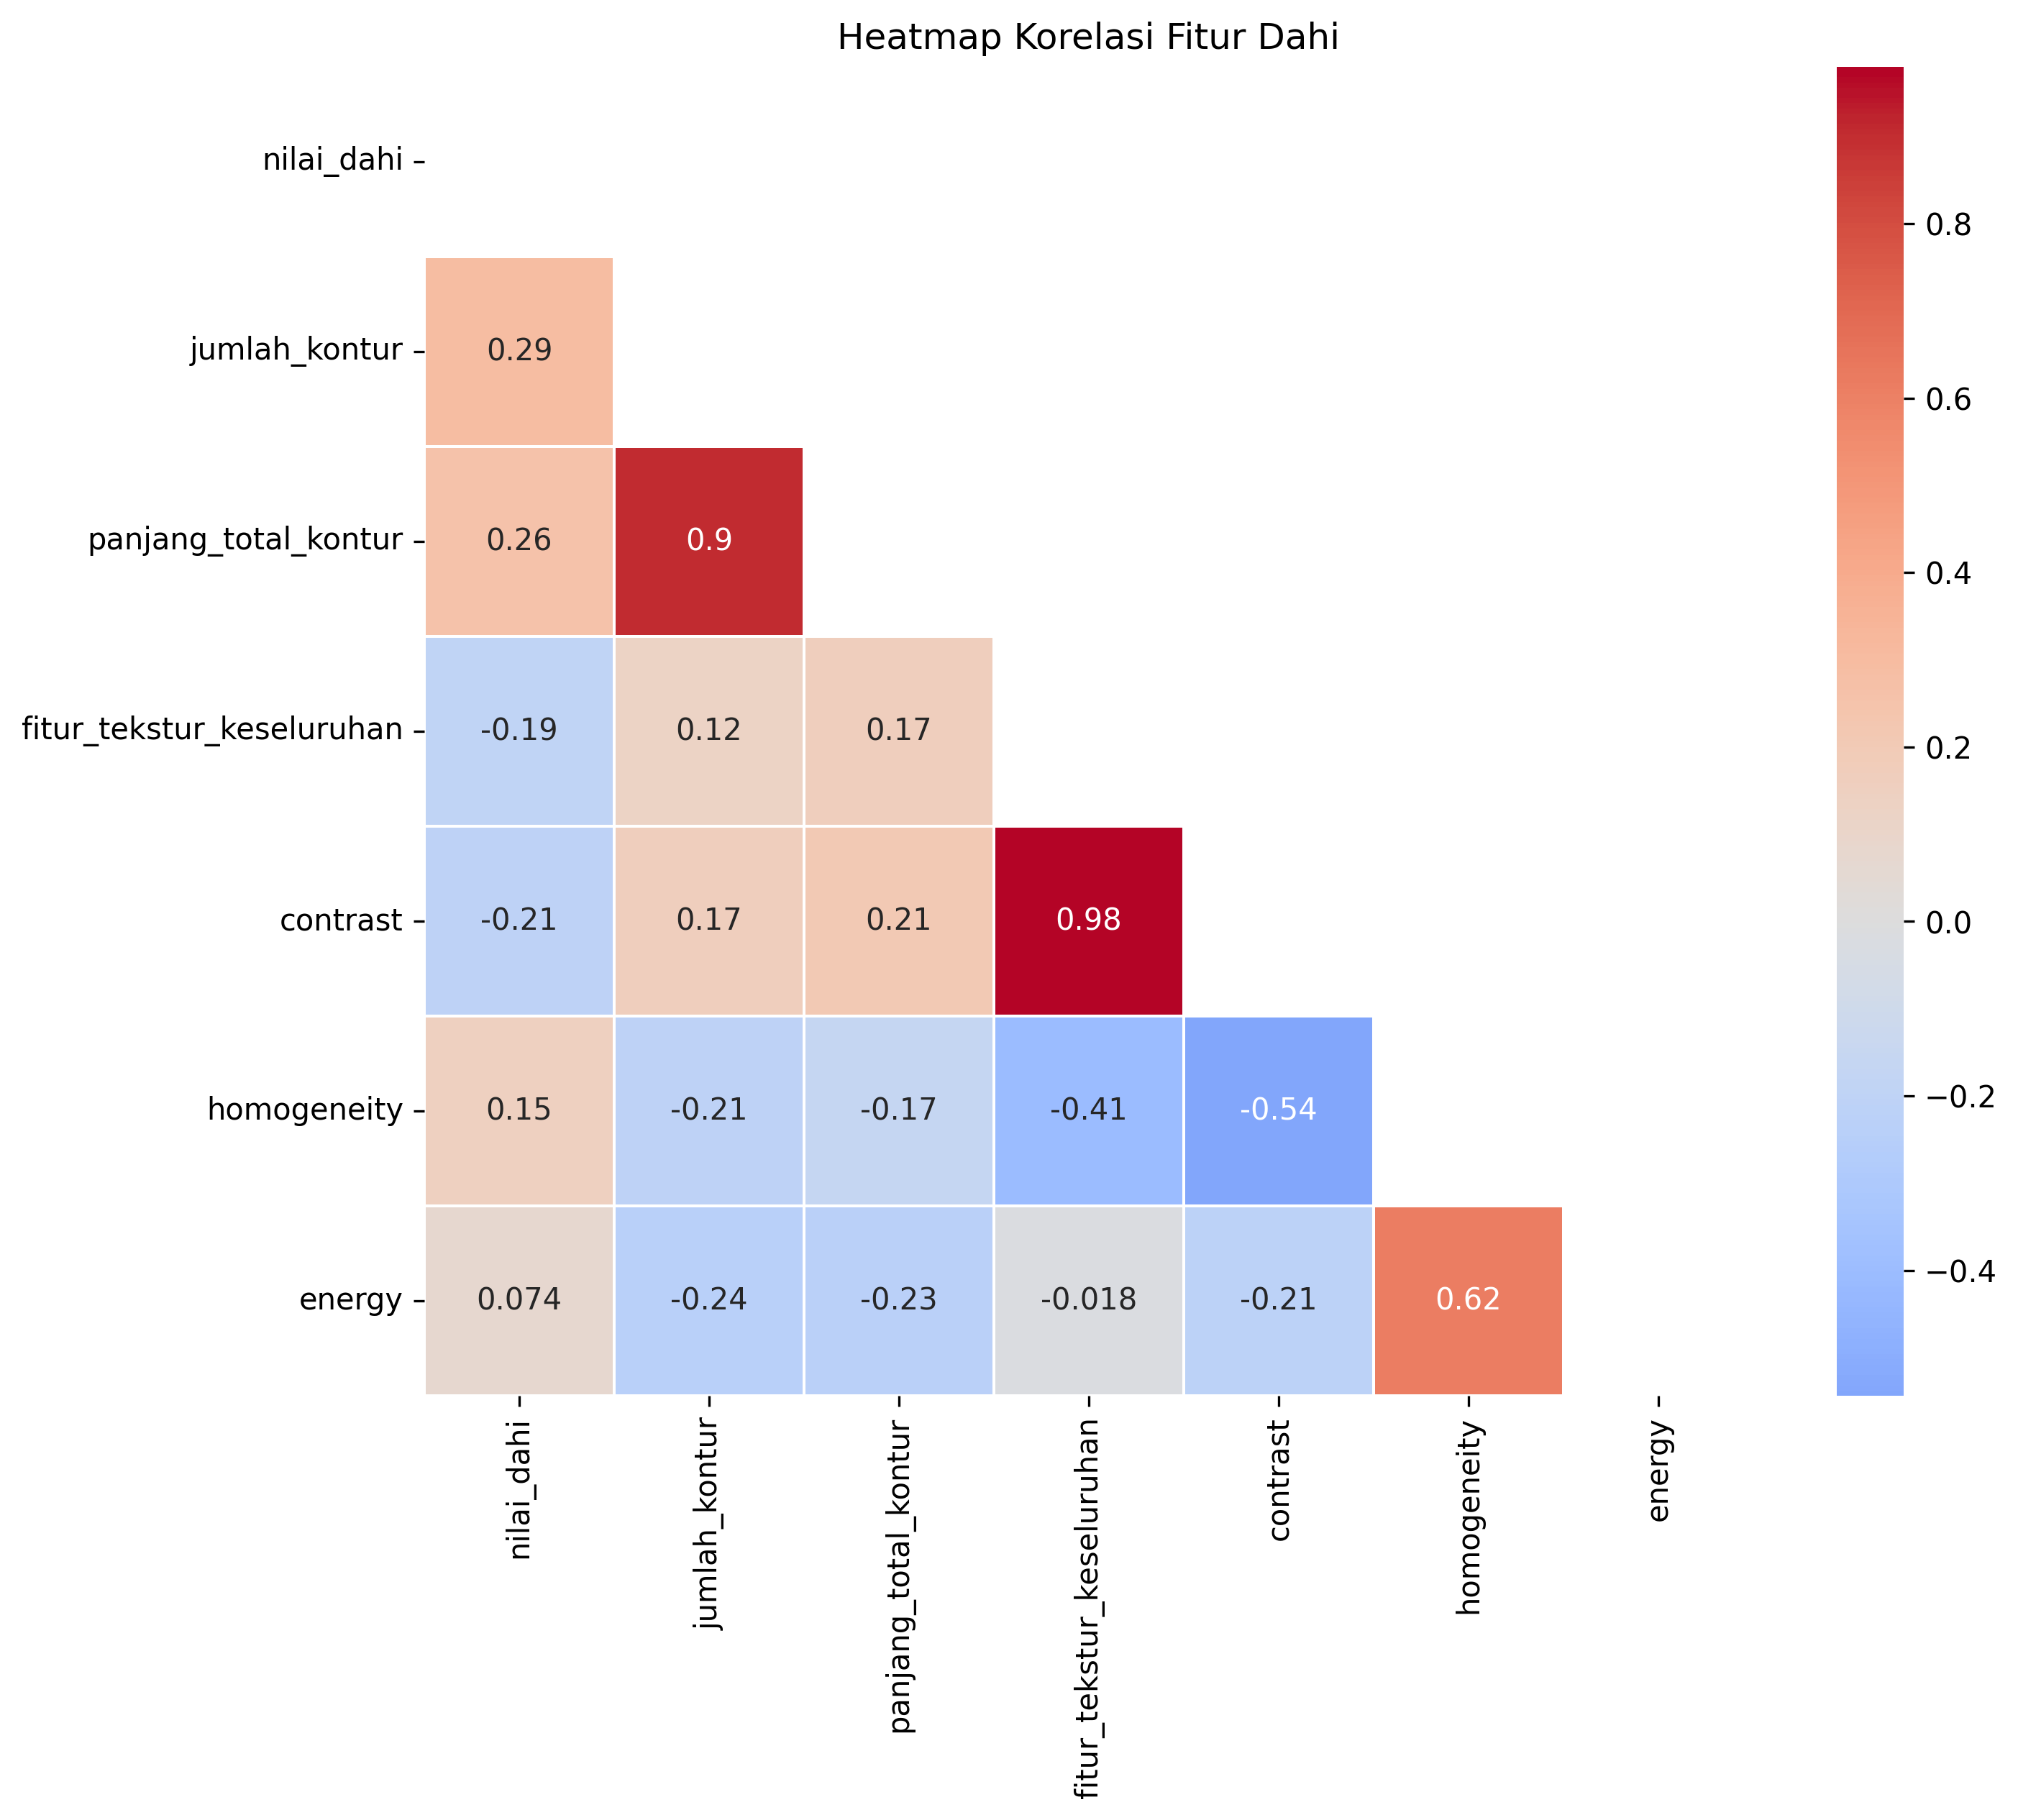 Heatmap Korelasi Fitur Dahi
nilai_dahi
jumlah_kontur 0.29
panjang_total_kontur 0.26 0.9
fitur_tekstur_keseluruhan -0.19 0.12 0.17
contrast -0.21 0.17 0.21 0.98
homogeneity 0.15 -0.21 -0.17 -0.41 -0.54
energy 0.074 -0.24 -0.23 -0.018 -0.21 0.62
nilai_dahi
jumlah_kontur
panjang_total_kontur
fitur_tekstur_keseluruhan
contrast
homogeneity
energy
0.8
0.6
0.4
0.2
0.0
−0.2
−0.4